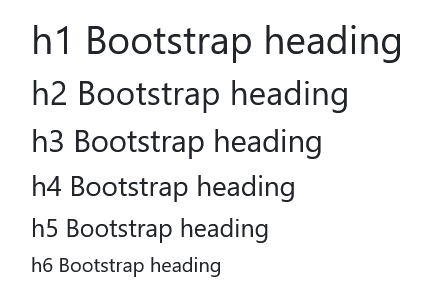 h1 Bootstrap heading
h2 Bootstrap heading
h3 Bootstrap heading
h4 Bootstrap heading
h5 Bootstrap heading
h6 Bootstrap heading